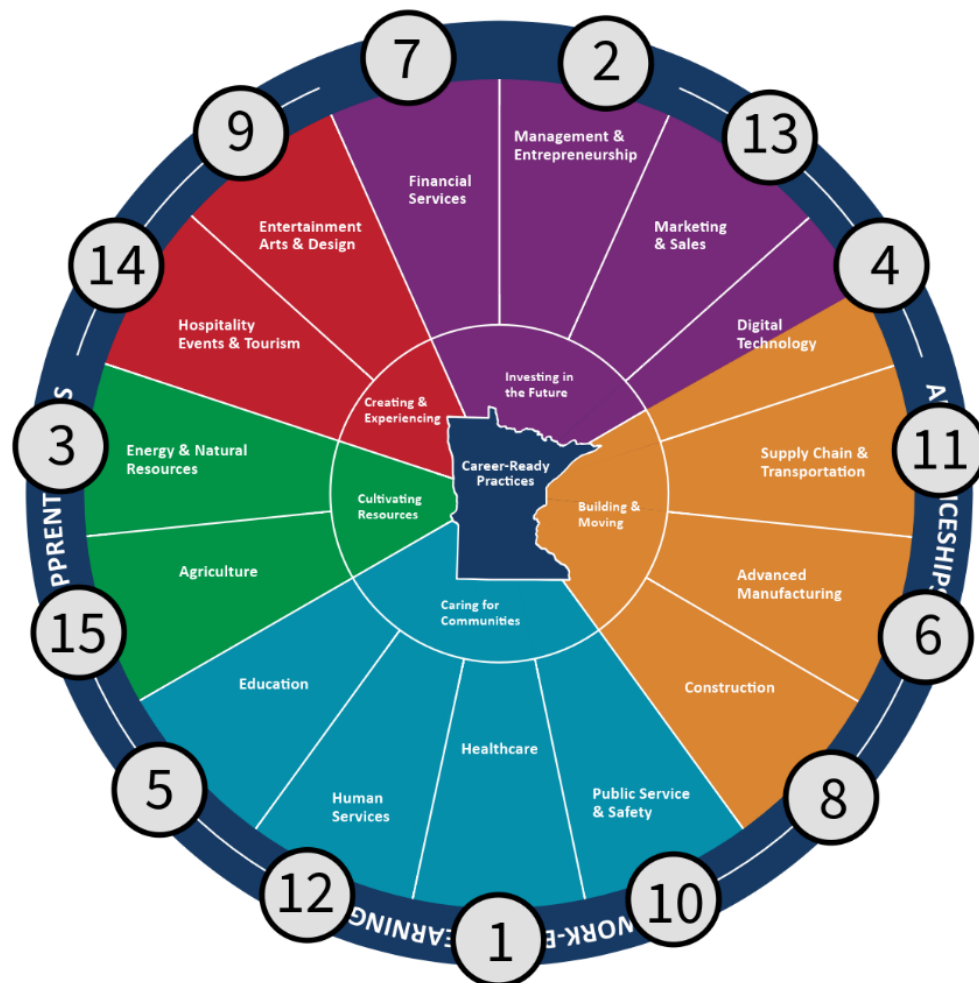 7
2
9
13
14
4
3
11
15
6
5
8
12
10
1
Financial
Services
Management &
Entrepreneurship
Marketing
& Sales
Digital
Technology
Entertainment
Arts & Design
Hospitality
Events & Tourism
Energy & Natural
Resources
Agriculture
Education
Human
Services
Healthcare
Public Service
& Safety
Construction
Advanced
Manufacturing
Supply Chain &
Transportation
Creating &
Experiencing
Investing in
the Future
Cultivating
Resources
Building
& Moving
Caring for
Communities
Career-Ready
Practices